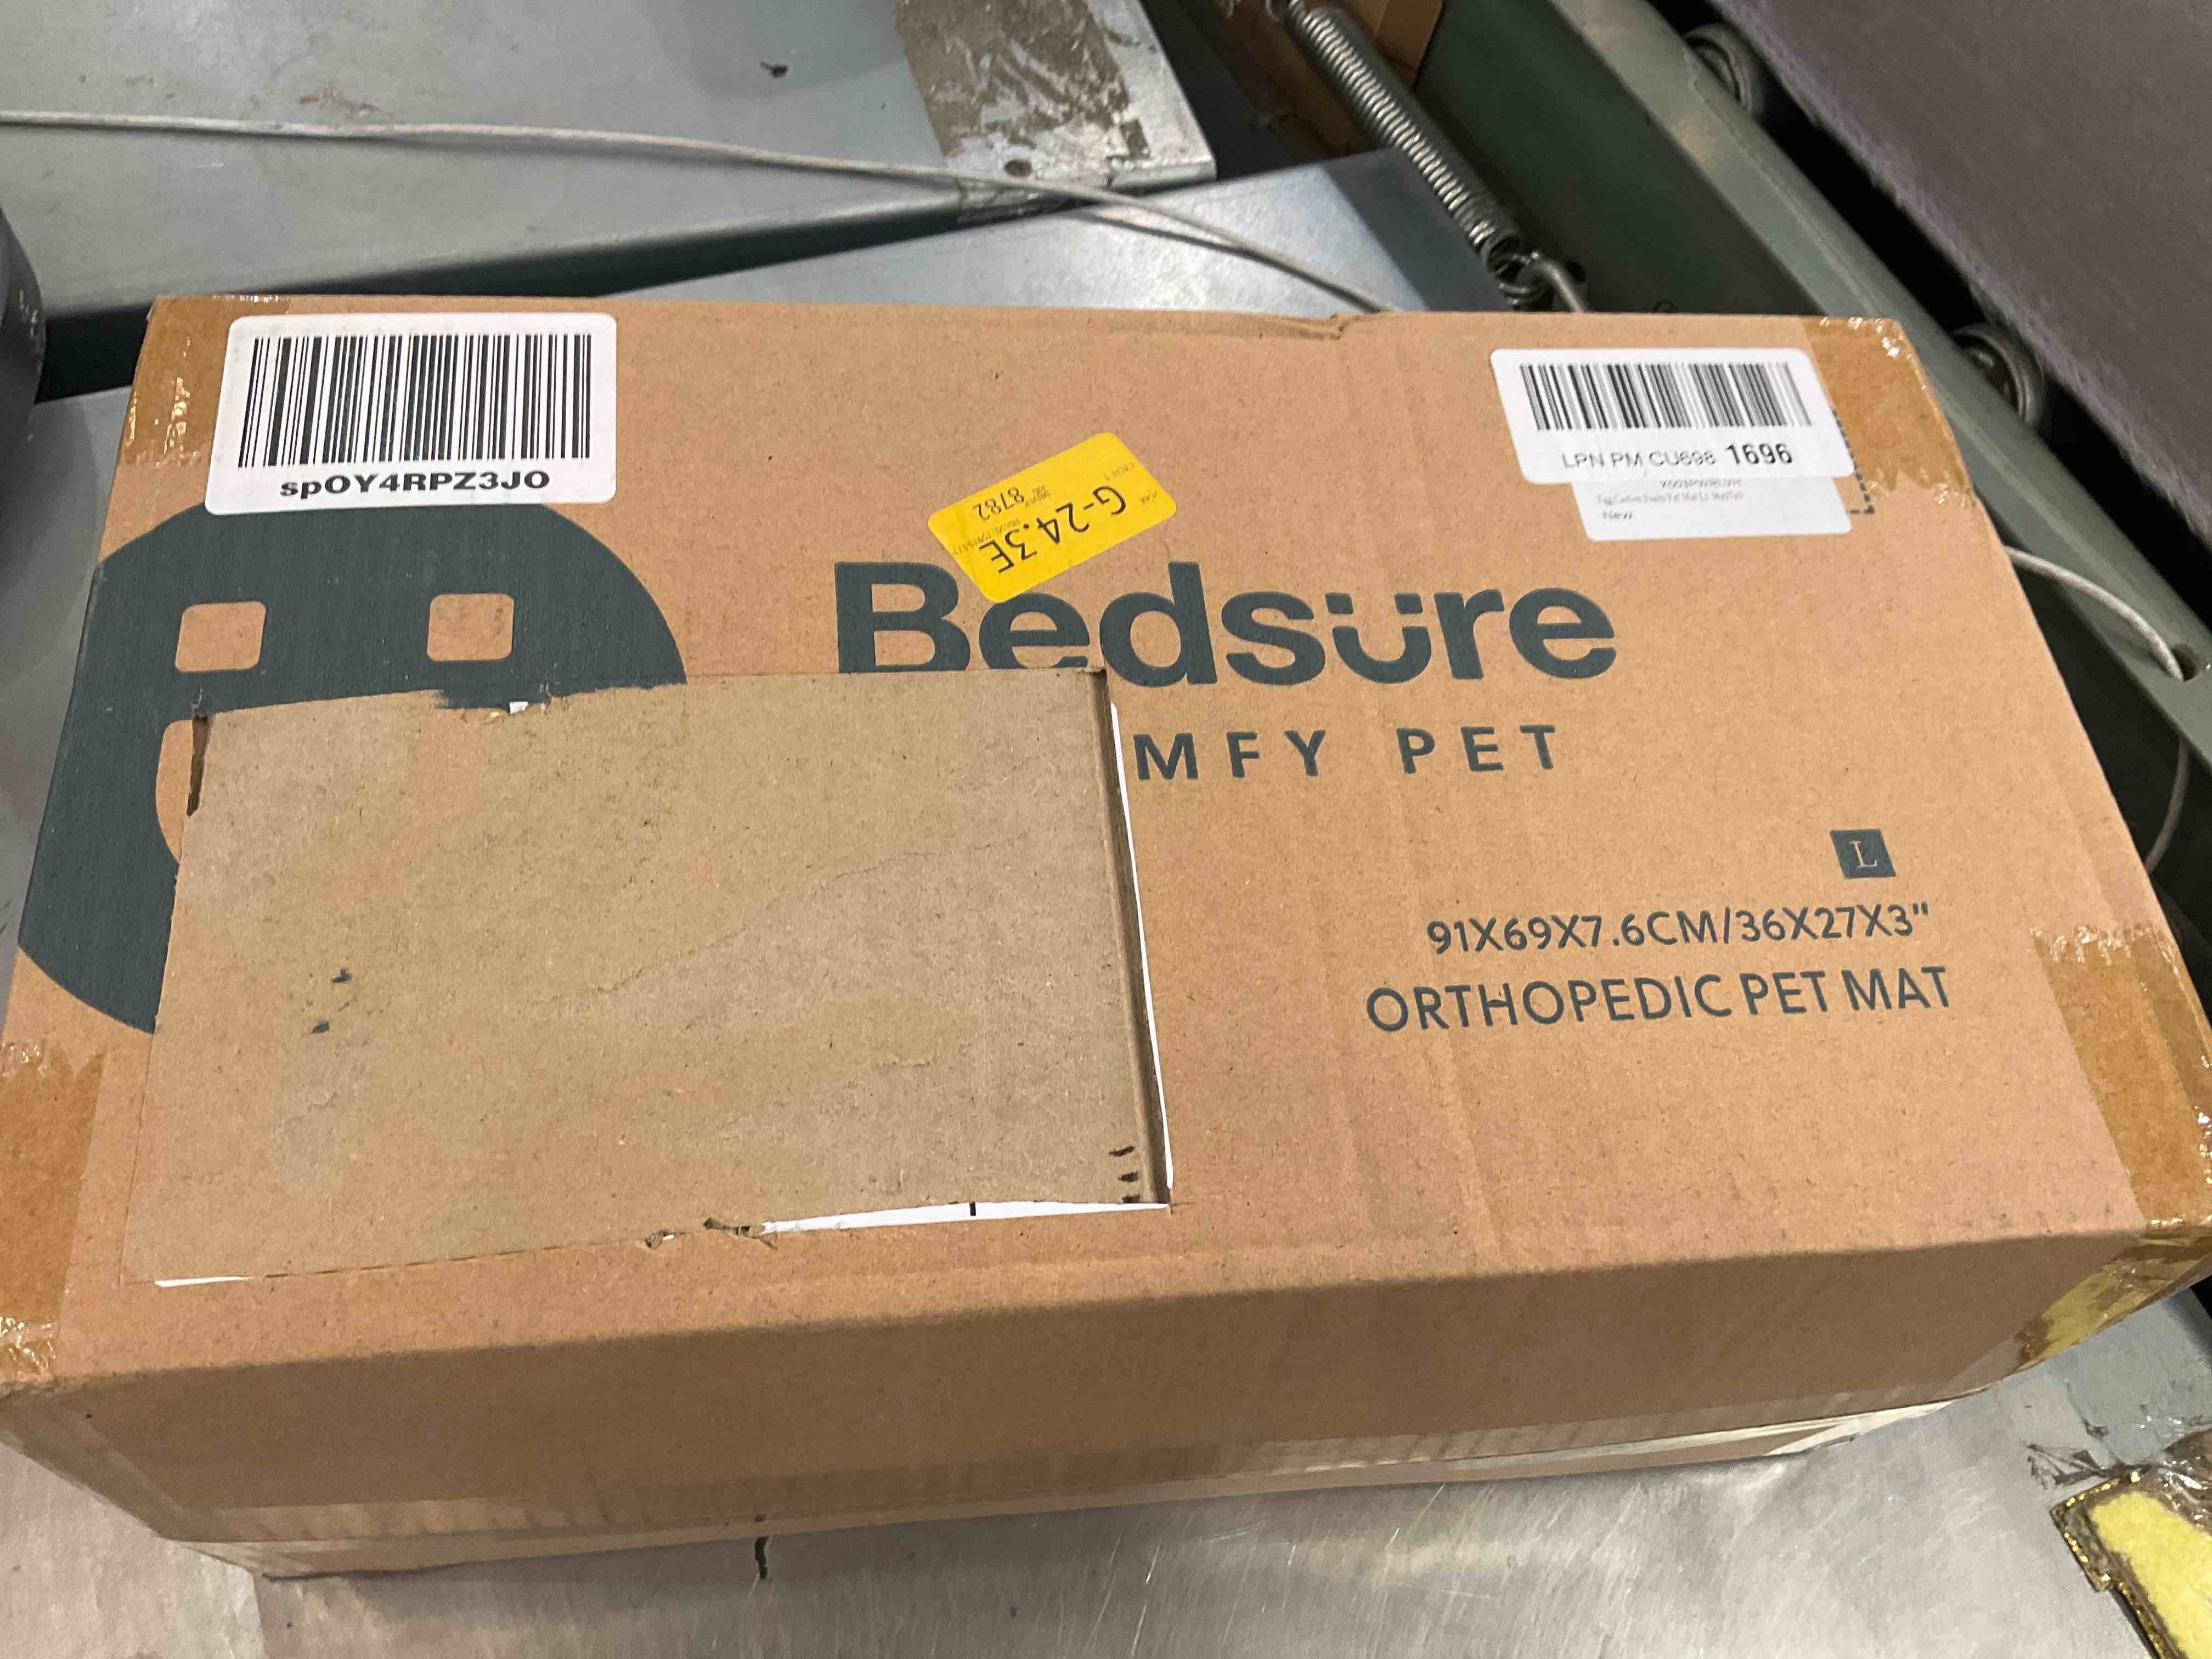 spOY4RPZ3JO
LPN PM CU698 1696
New
G-24.3E
8782
Bedsure
MFY PET
L
91X69X7.6CM/36X27X3"
ORTHOPEDIC PET MAT